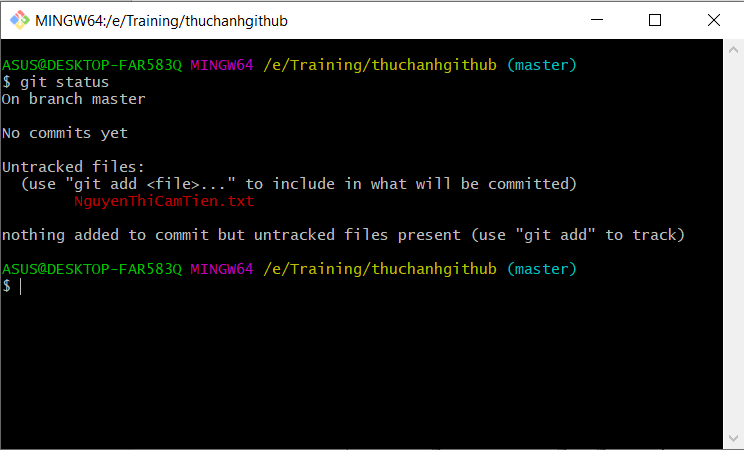 MINGW64:/e/Training/thuchanhgithub
ASUS@DESKTOP-FAR583Q MINGW64 /e/Training/thuchanhgithub (master)
$ git status
On branch master
No commits yet
Untracked files:
  (use "git add <file>..." to include in what will be committed)
        NguyenThiCamTien.txt
nothing added to commit but untracked files present (use "git add" to track)
ASUS@DESKTOP-FAR583Q MINGW64 /e/Training/thuchanhgithub (master)
$